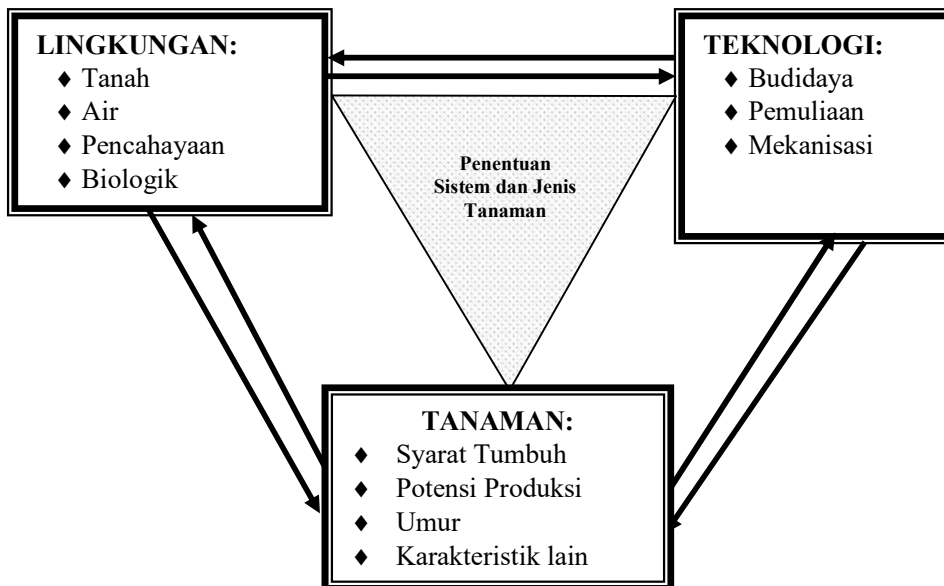 LINGKUNGAN:
♦ Tanah
♦ Air
♦ Pencahayaan
♦ Biologik
TEKNOLOGI:
♦ Budidaya
♦ Pemuliaan
♦ Mekanisasi
Penentuan
Sistem dan Jenis
Tanaman
TANAMAN:
♦ Syarat Tumbuh
♦ Potensi Produksi
♦ Umur
♦ Karakteristik lain